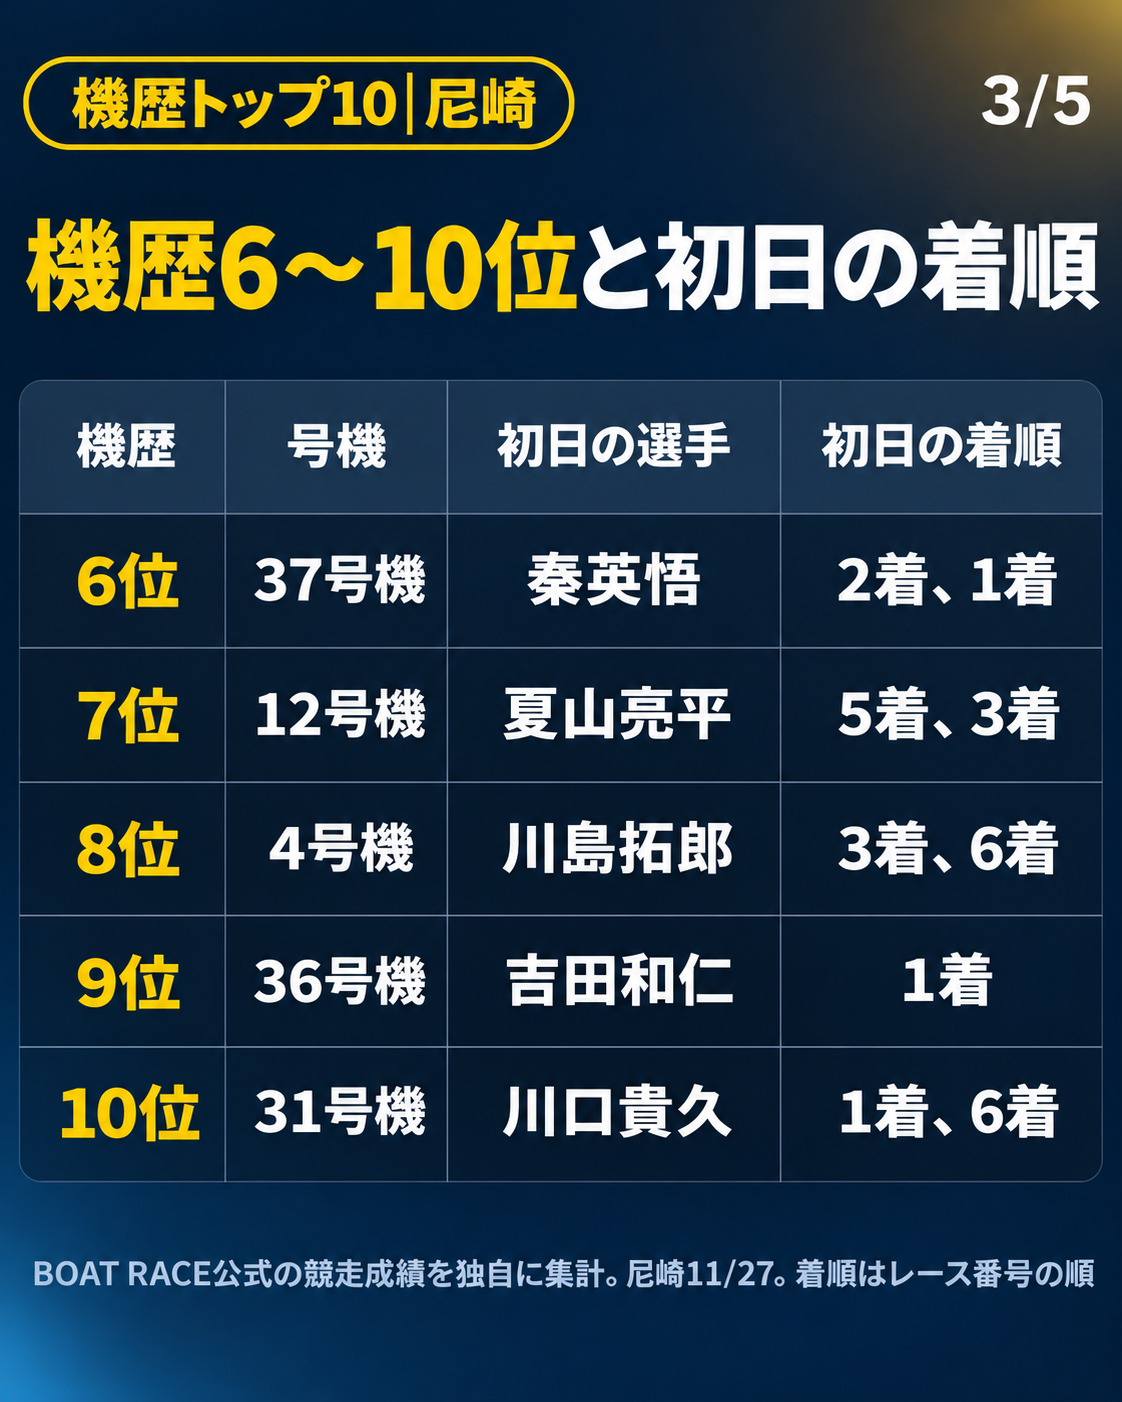 機歴トップ10|尼崎
3/5
機歴6〜10位と初日の着順
機歴 号機 初日の選手 初日の着順
6位 37号機 秦英悟 2着、1着
7位 12号機 夏山亮平 5着、3着
8位 4号機 川島拓郎 3着、6着
9位 36号機 吉田和仁 1着
10位 31号機 川口貴久 1着、6着
BOAT RACE公式の競走成績を独自に集計。尼崎11/27。着順はレース番号の順